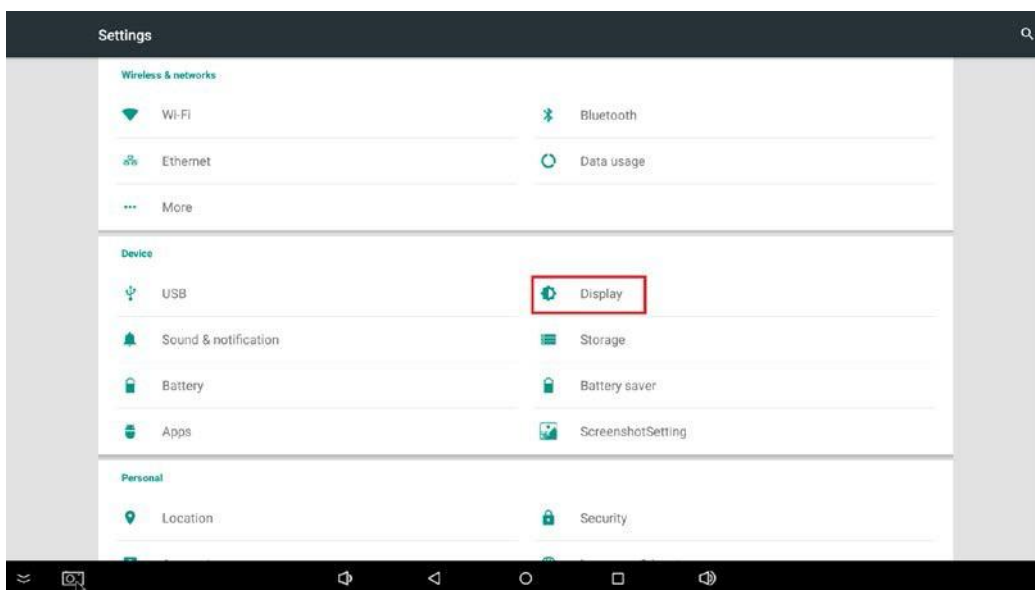 Settings
Wireless & networks
Wi-Fi
Bluetooth
Ethernet
Data usage
More
Device
USB
Display
Sound & notification
Storage
Battery
Battery saver
Apps
ScreenshotSetting
Personal
Location
Security